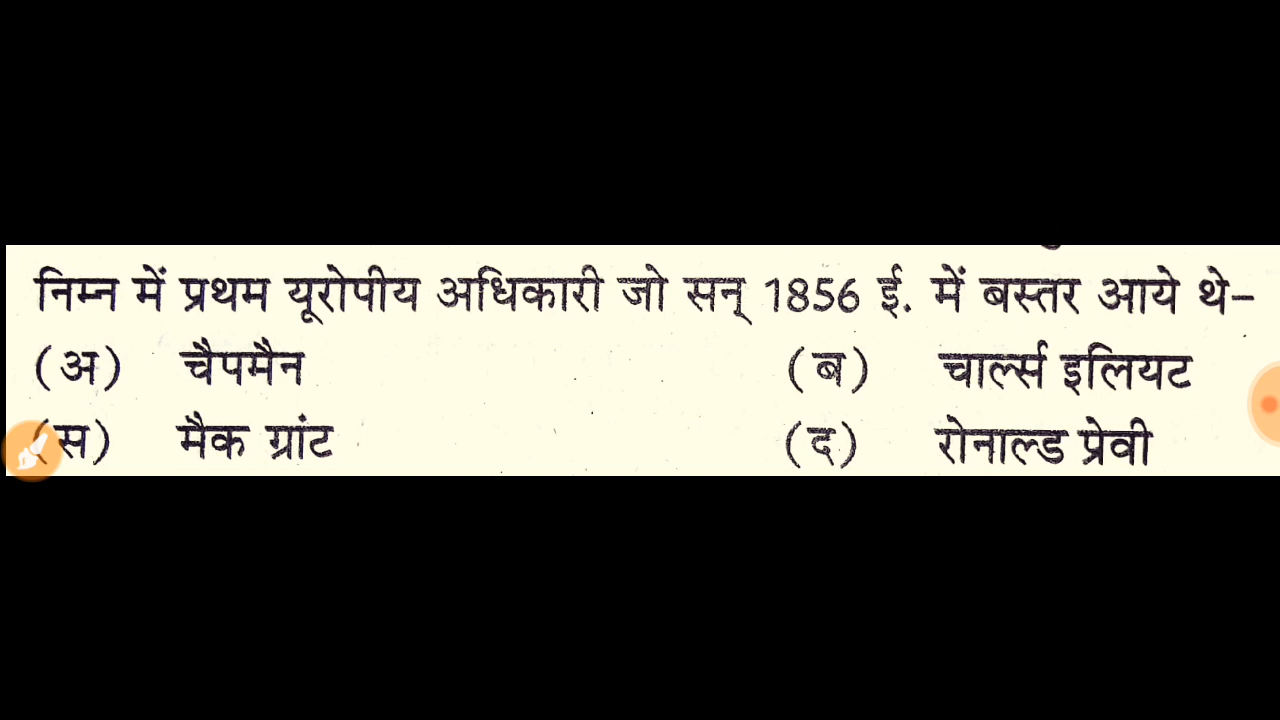 निम्न में प्रथम यूरोपीय अधिकारी जो सन् 1856 ई. में बस्तर आये थे–
(अ) चैपमैन (ब) चार्ल्स इलियट
(स) मैक ग्रांट (द) रोनाल्ड प्रेवी